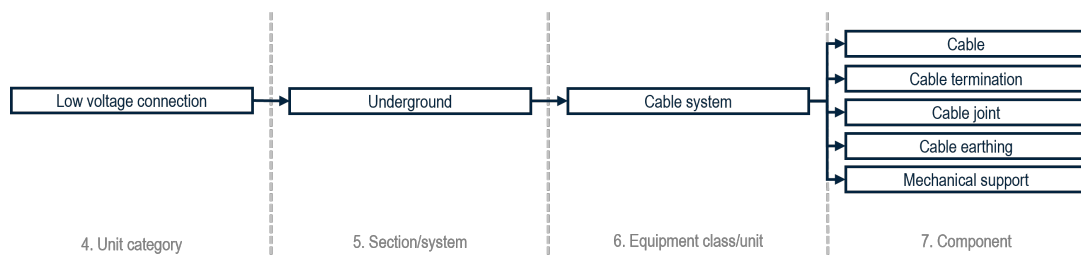 Cable
Cable termination
Low voltage connection
Underground
Cable system
Cable joint
Cable earthing
Mechanical support
4. Unit category
5. Section/system
6. Equipment class/unit
7. Component